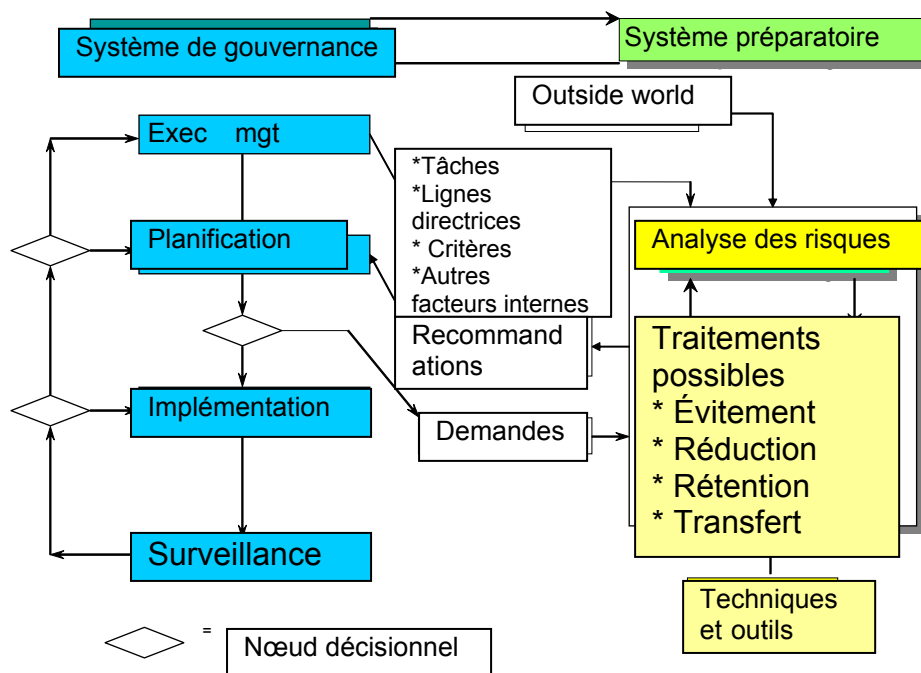 Système de gouvernance
Système préparatoire
Outside world
Exec mgt
*Tâches
*Lignes
directrices
* Critères
*Autres
facteurs internes
Planification
Analyse des risques
Recommand
ations
Traitements
possibles
* Évitement
* Réduction
* Rétention
* Transfert
Implémentation
Demandes
Surveillance
Techniques
et outils
=
Nœud décisionnel